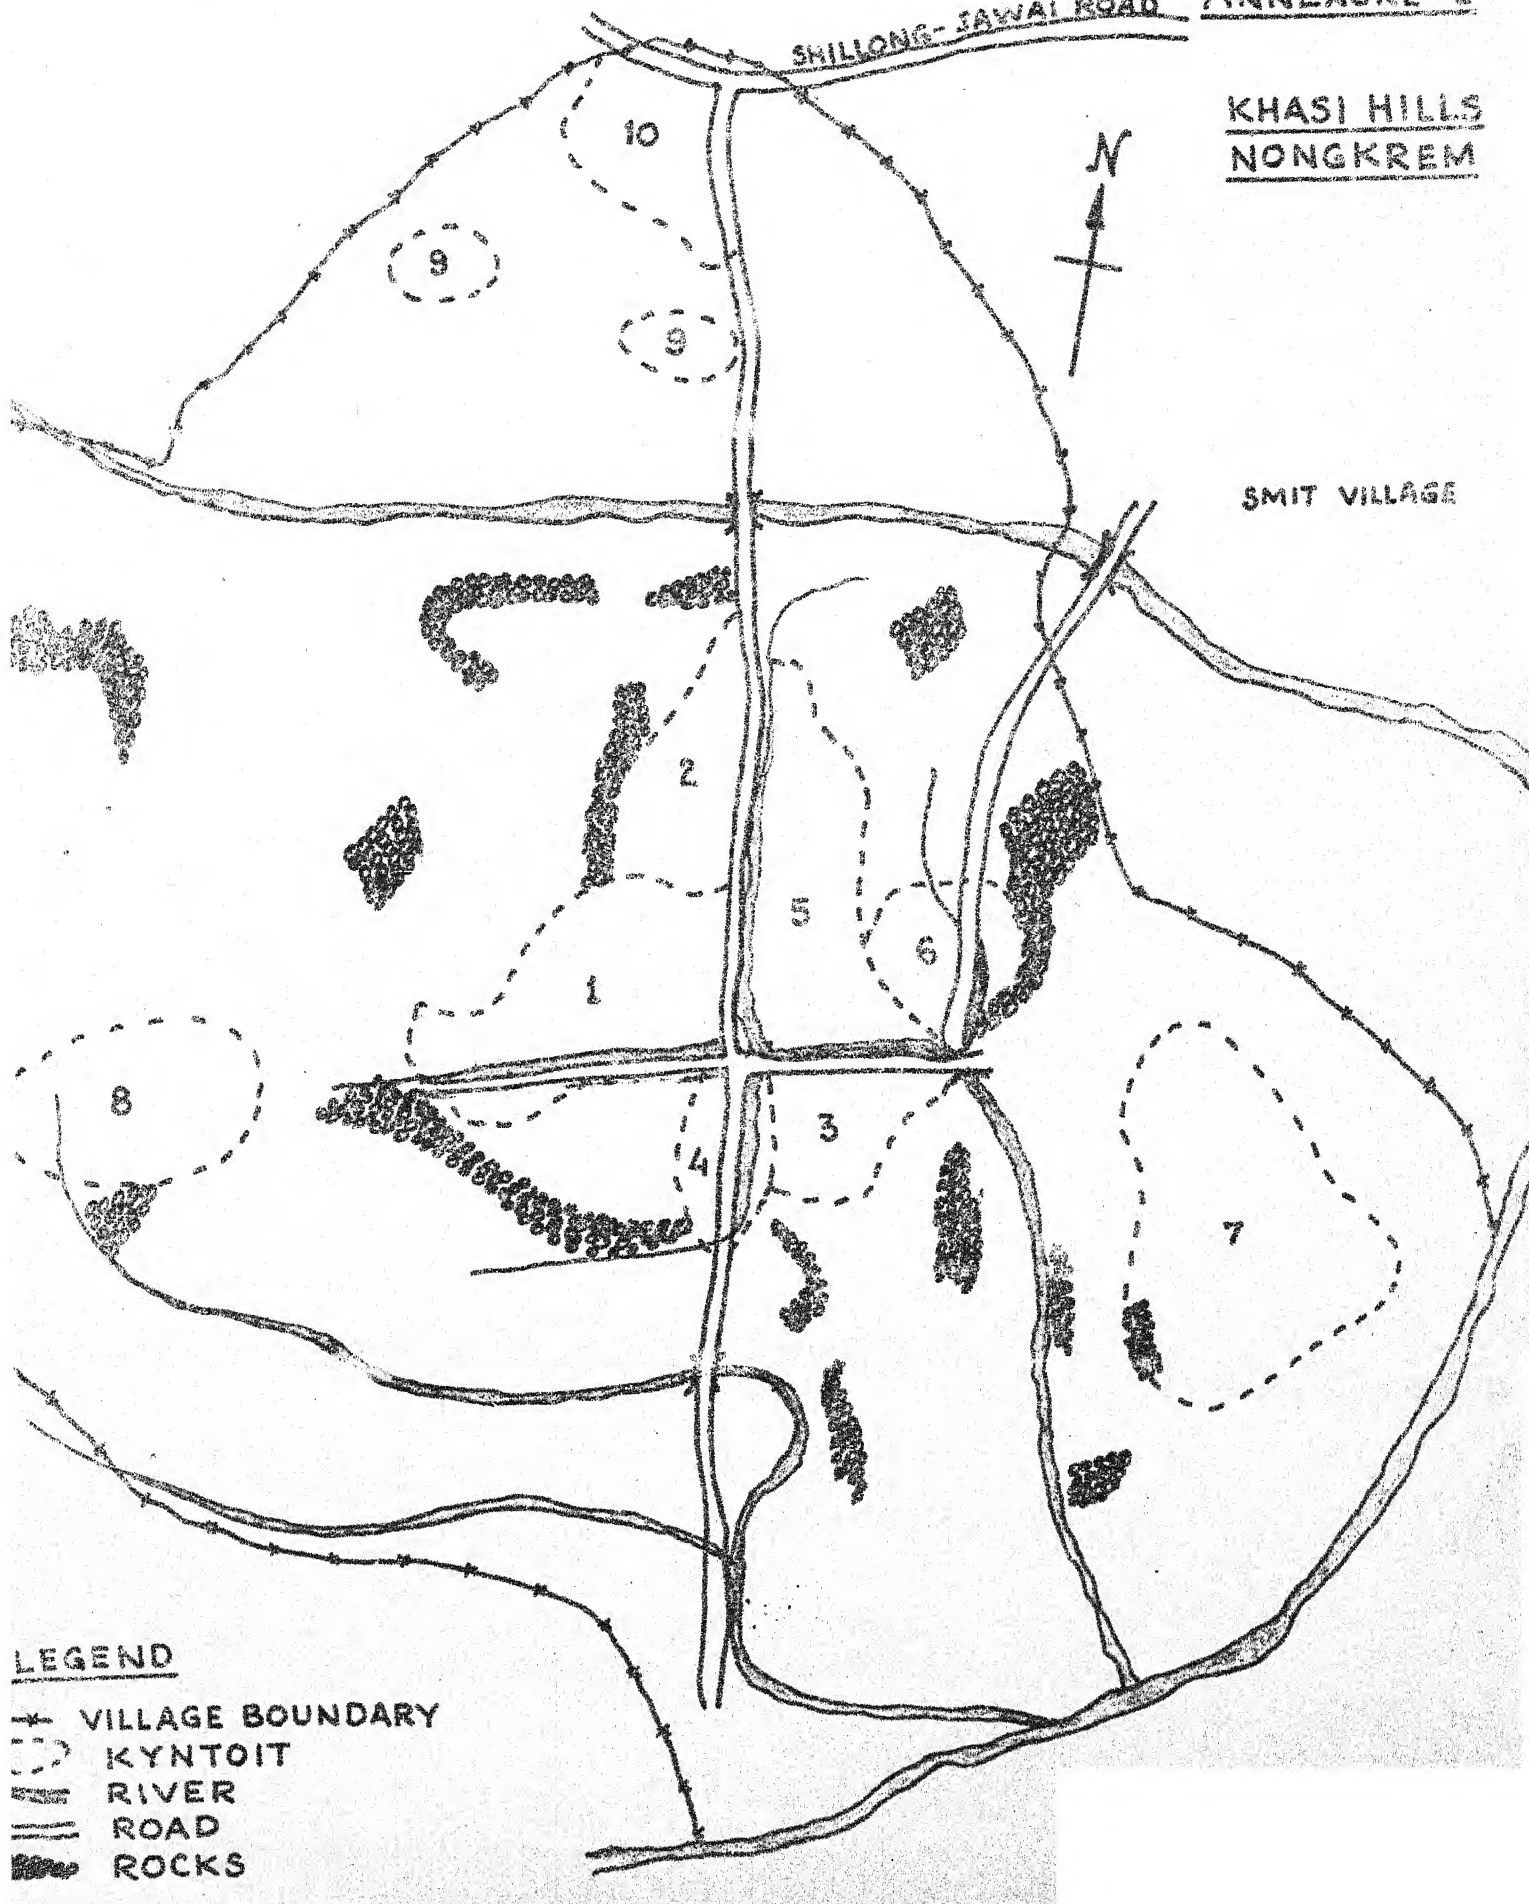 SHILLONG-JAWAI ROAD
ANNEXURE
KHASI HILLS
NONGKREM
N
10
9
9
SMIT VILLAGE
2
5
6
1
8
3
4
7
LEGEND
VILLAGE BOUNDARY
KYNTOIT
RIVER
ROAD
ROCKS